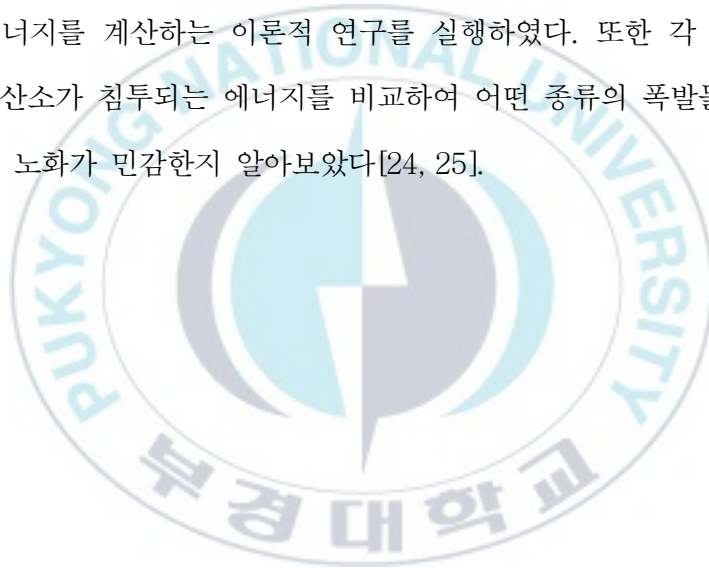 너지를 계산하는 이론적 연구를 실행하였다. 또한 각
산소가 침투되는 에너지를 비교하여 어떤 종류의 폭발
노화가 민감한지 알아보았다[24, 25].
PUKYONG NATIONAL UNIVERSITY
부경대학교